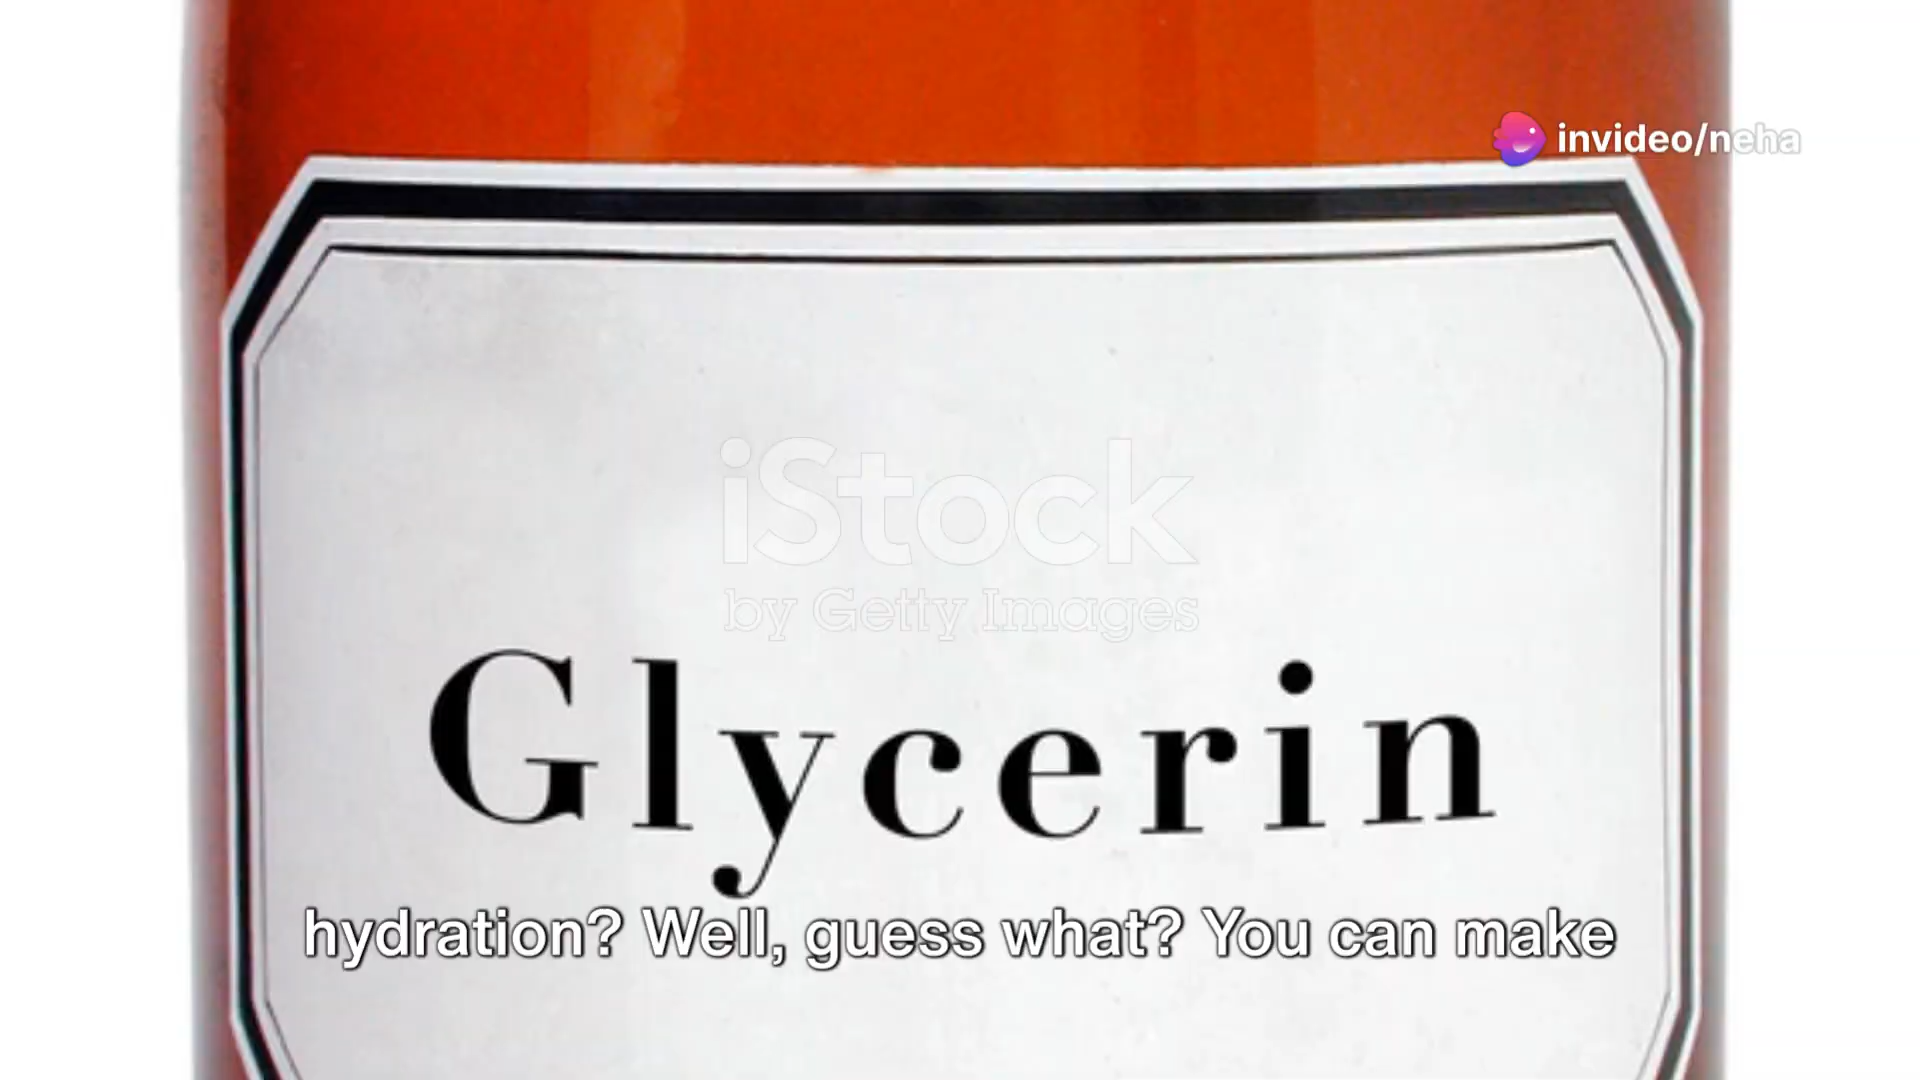 invideo/neha
iStock
by Getty Images
Glycerin
hydration? Well, guess what? You can make